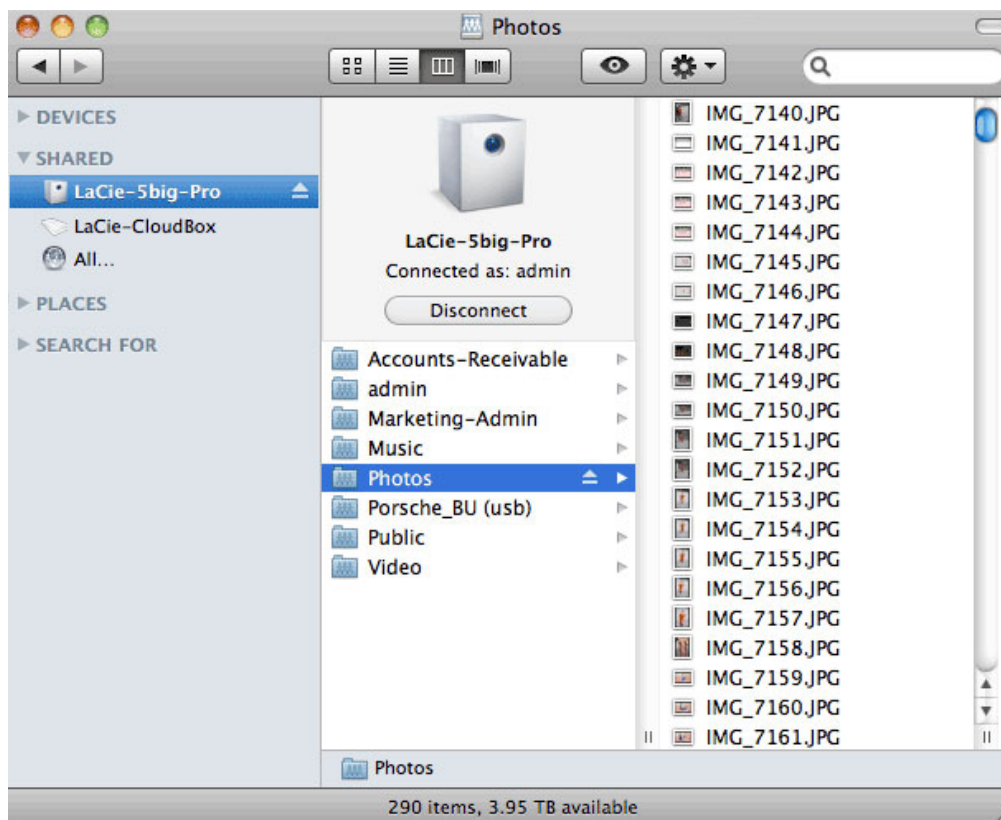 Photos
DEVICES
SHARED
LaCie-5big-Pro
LaCie-CloudBox
All...
PLACES
SEARCH FOR
LaCie-5big-Pro
Connected as: admin
Disconnect
Accounts-Receivable
admin
Marketing-Admin
Music
Photos
Porsche_BU (usb)
Public
Video
IMG_7140.JPG
IMG_7141.JPG
IMG_7142.JPG
IMG_7143.JPG
IMG_7144.JPG
IMG_7145.JPG
IMG_7146.JPG
IMG_7147.JPG
IMG_7148.JPG
IMG_7149.JPG
IMG_7150.JPG
IMG_7151.JPG
IMG_7152.JPG
IMG_7153.JPG
IMG_7154.JPG
IMG_7155.JPG
IMG_7156.JPG
IMG_7157.JPG
IMG_7158.JPG
IMG_7159.JPG
IMG_7160.JPG
IMG_7161.JPG
Photos
290 items, 3.95 TB available